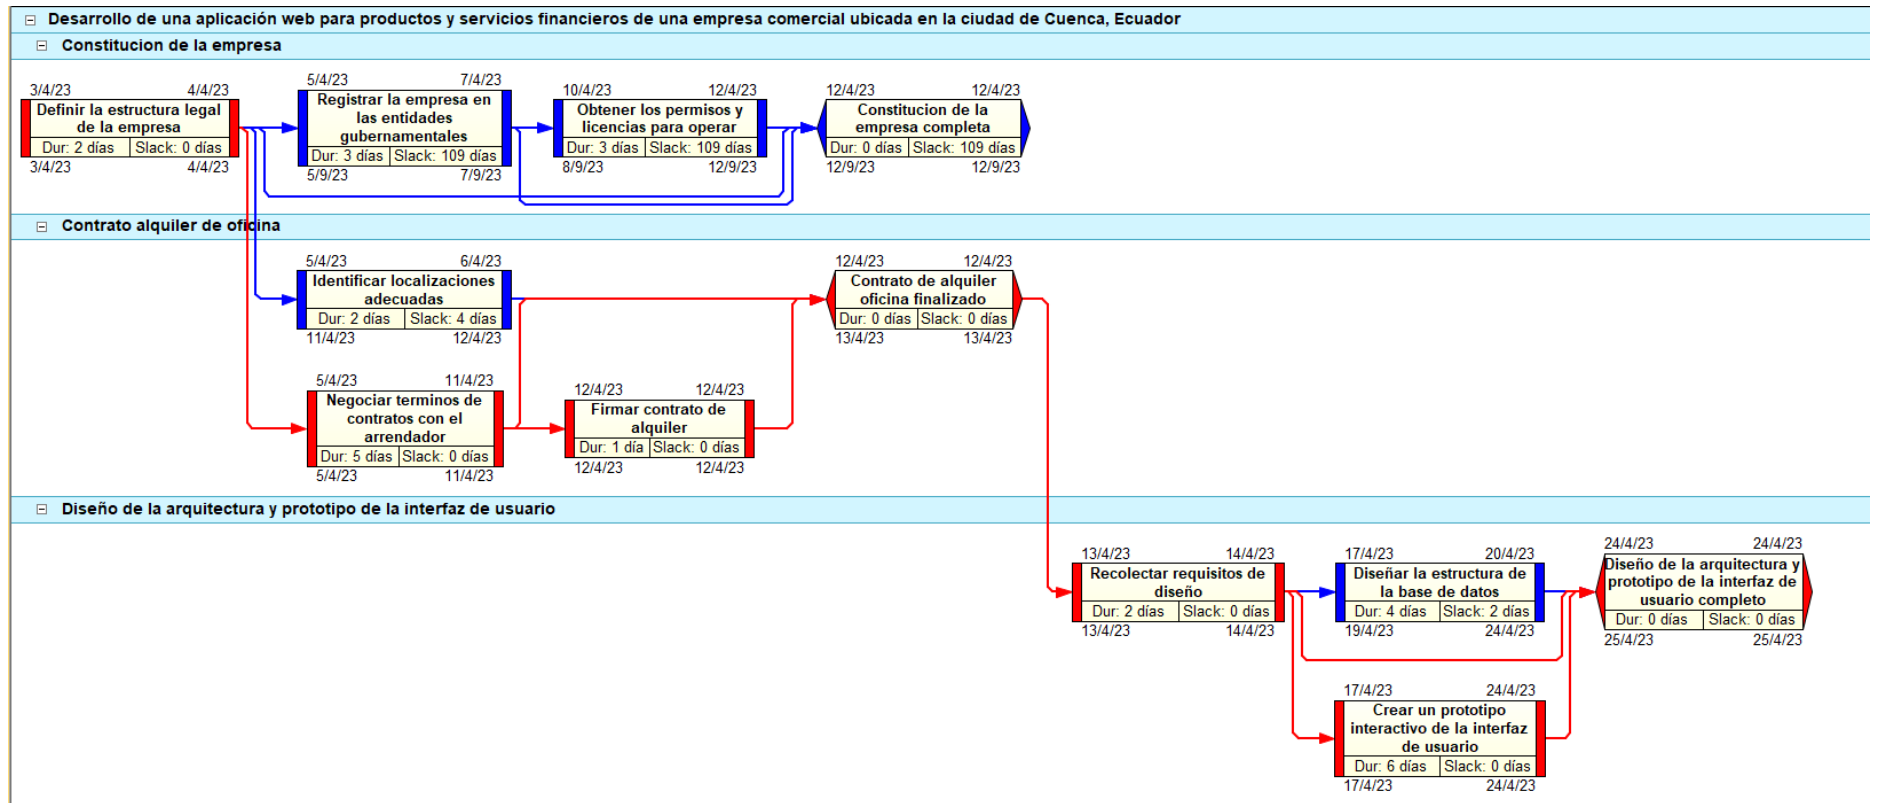 Desarrollo de una aplicación web para productos y servicios financieros de una empresa comercial ubicada en la ciudad de Cuenca, Ecuador
Constitucion de la empresa
3/4/23 4/4/23
Definir la estructura legal
de la empresa
Dur: 2 días Slack: 0 días
3/4/23 4/4/23
5/4/23 7/4/23
Registrar la empresa en
las entidades
gubernamentales
Dur: 3 días Slack: 109 días
5/9/23 7/9/23
10/4/23 12/4/23
Obtener los permisos y
licencias para operar
Dur: 3 días Slack: 109 días
8/9/23 12/9/23
12/4/23 12/4/23
Constitucion de la
empresa completa
Dur: 0 días Slack: 109 días
12/9/23 12/9/23
Contrato alquiler de oficina
5/4/23 6/4/23
Identificar localizaciones
adecuadas
Dur: 2 días Slack: 4 días
11/4/23 12/4/23
12/4/23 12/4/23
Contrato de alquiler
oficina finalizado
Dur: 0 días Slack: 0 días
13/4/23 13/4/23
5/4/23 11/4/23
Negociar terminos de
contratos con el
arrendador
Dur: 5 días Slack: 0 días
5/4/23 11/4/23
12/4/23 12/4/23
Firmar contrato de
alquiler
Dur: 1 día Slack: 0 días
12/4/23 12/4/23
Diseño de la arquitectura y prototipo de la interfaz de usuario
13/4/23 14/4/23
Recolectar requisitos de
diseño
Dur: 2 días Slack: 0 días
13/4/23 14/4/23
17/4/23 20/4/23
Diseñar la estructura de
la base de datos
Dur: 4 días Slack: 2 días
19/4/23 24/4/23
24/4/23 24/4/23
Diseño de la arquitectura y
prototipo de la interfaz de
usuario completo
Dur: 0 días Slack: 0 días
25/4/23 25/4/23
17/4/23 24/4/23
Crear un prototipo
interactivo de la interfaz
de usuario
Dur: 6 días Slack: 0 días
17/4/23 24/4/23